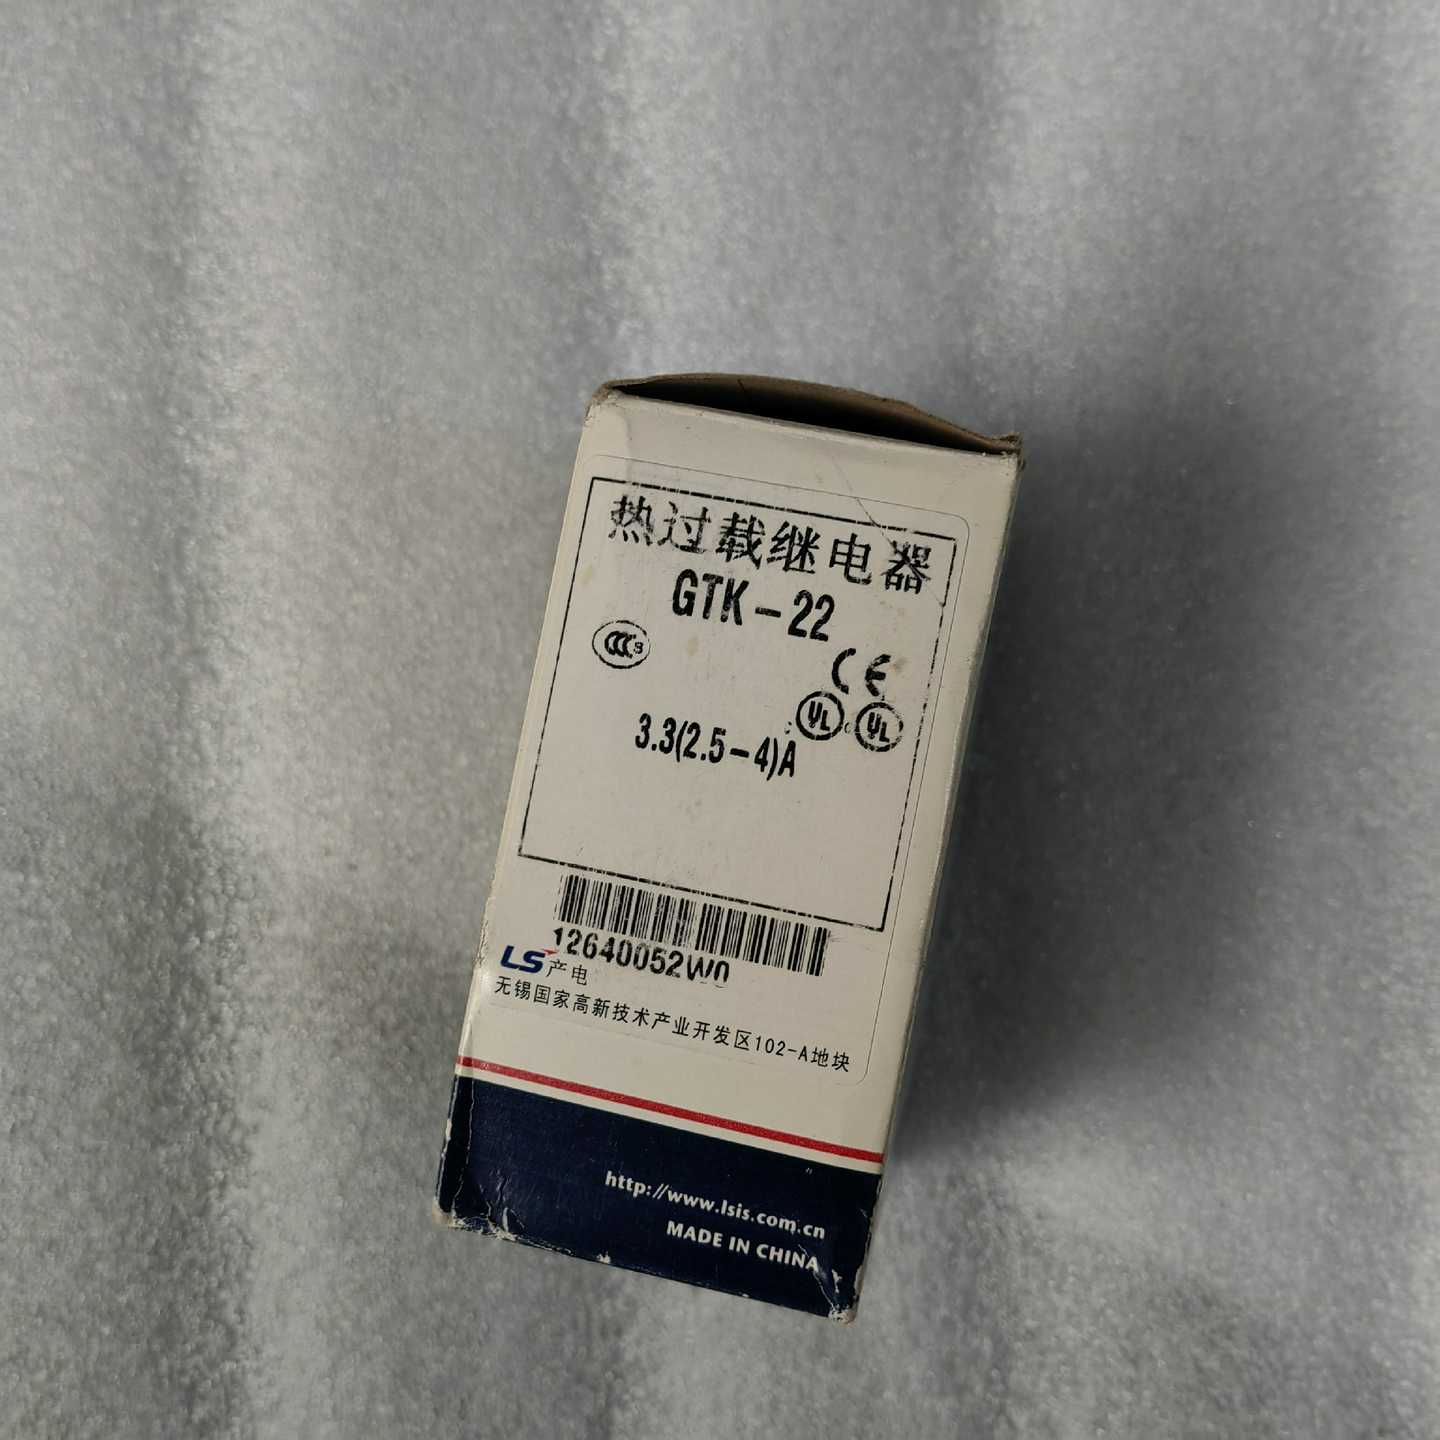 热过载继电器
GTK-22
CCC S
CE
UL c UL
3.3(2.5-4)A
12640052W0
LS产电
无锡国家高新技术产业开发区102-A地块
http://www.lsis.com.cn
MADE IN CHINA